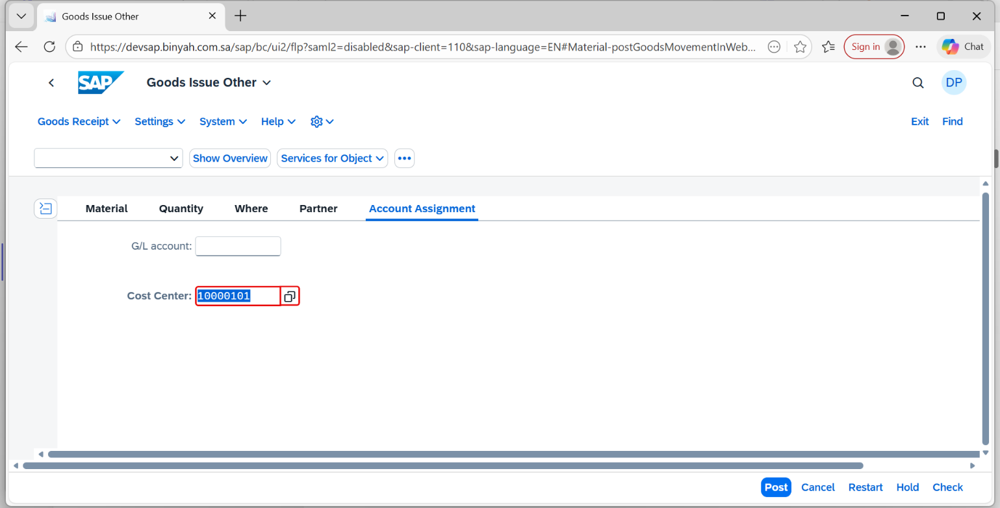 Goods Issue Other
https://devsap.binyah.com.sa/sap/bc/ui2/flp?saml2=disabled&sap-client=110&sap-language=EN#Material-postGoodsMovementInWeb...
Sign in
Chat
SAP
Goods Issue Other
DP
Goods Receipt
Settings
System
Help
Exit
Find
Show Overview
Services for Object
Material
Quantity
Where
Partner
Account Assignment
G/L account:
Cost Center: 10000101
Post
Cancel
Restart
Hold
Check